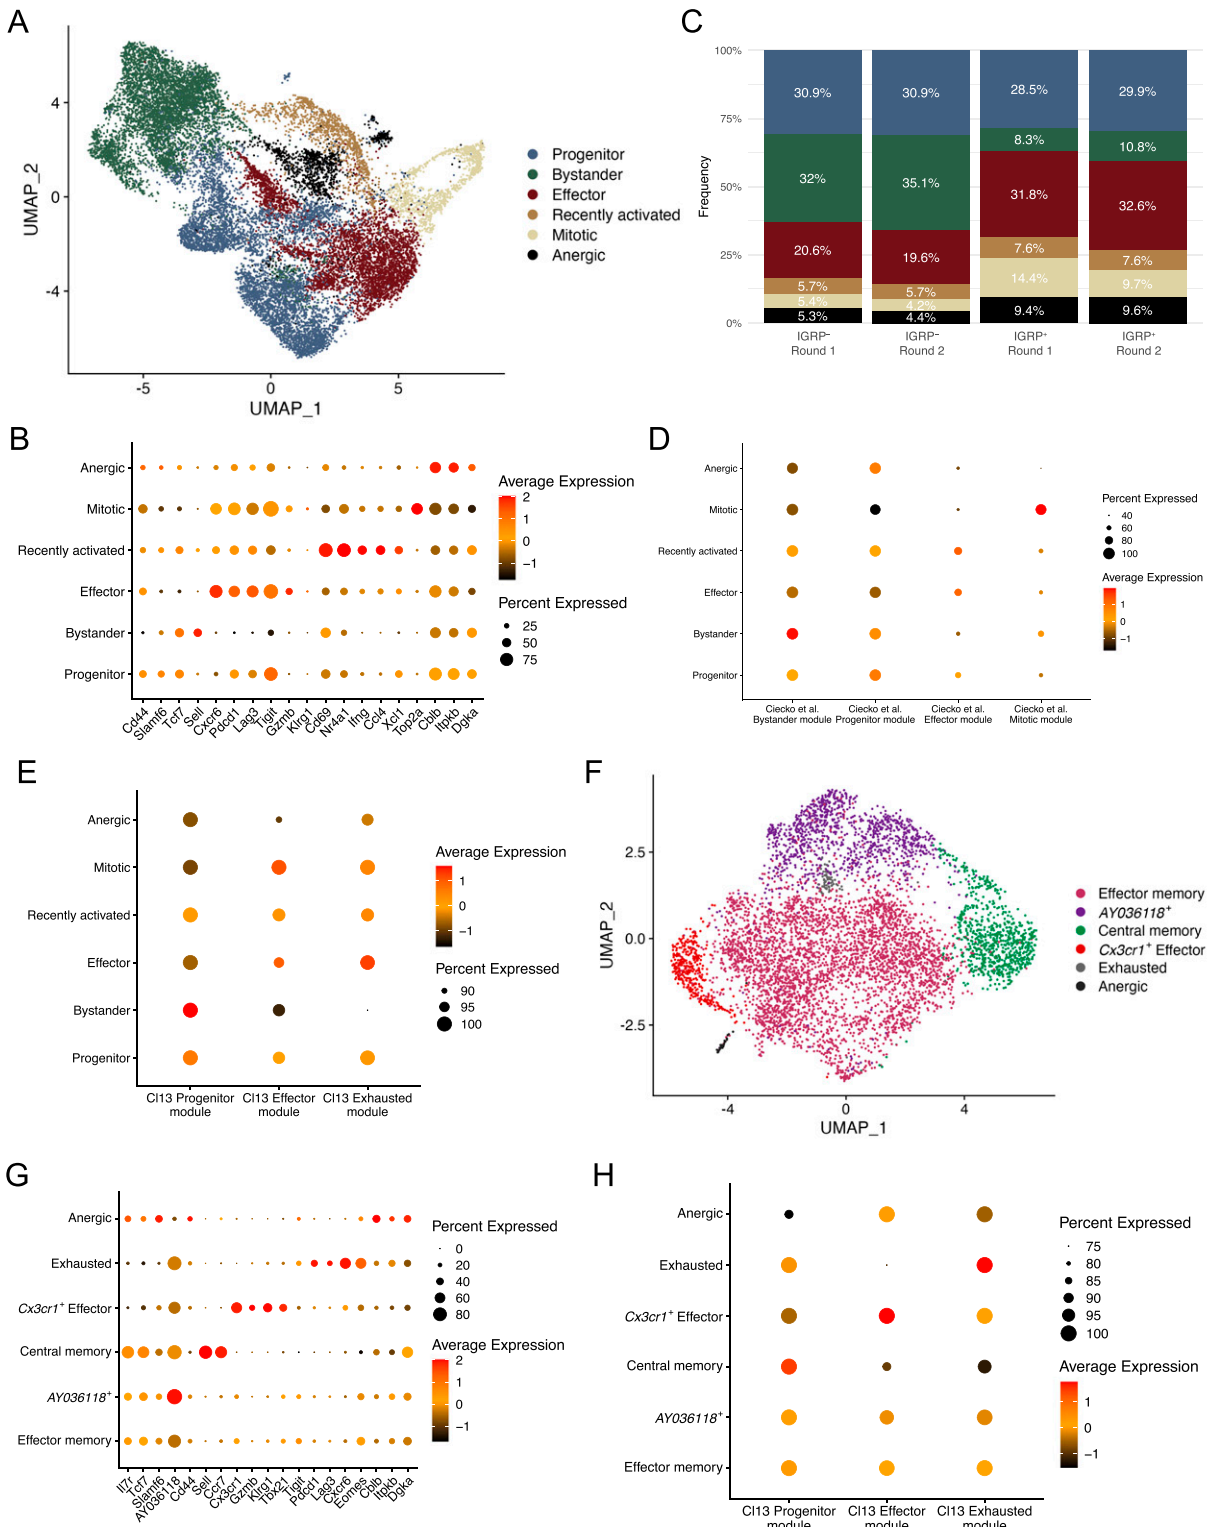 A
4
0
-4
UMAP_2
-5
0
5
UMAP_1
Progenitor
Bystander
Effector
Recently activated
Mitotic
Anergic
C
100%
75%
50%
25%
0%
Frequency
30.9%
32%
20.6%
5.7%
5.4%
5.3%
30.9%
35.1%
19.6%
5.7%
4.2%
4.4%
28.5%
8.3%
31.8%
7.6%
14.4%
9.4%
29.9%
10.8%
32.6%
7.6%
9.7%
9.6%
IGRP⁻
Round 1
IGRP⁻
Round 2
IGRP⁺
Round 1
IGRP⁺
Round 2
B
Anergic
Mitotic
Recently activated
Effector
Bystander
Progenitor
Cd44
Slamf6
Tcf7
Sell
Cxcr6
Pdcd1
Lag3
Tigit
Gzmb
Klrg1
Cd69
Nr4a1
Ifng
Ccl4
Xcl1
Top2a
Cblb
Itpkb
Dgka
Average Expression
2
1
0
-1
Percent Expressed
25
50
75
D
Anergic
Mitotic
Recently activated
Effector
Bystander
Progenitor
Ciecko et al.
Bystander module
Ciecko et al.
Progenitor module
Ciecko et al.
Effector module
Ciecko et al.
Mitotic module
Percent Expressed
40
60
80
100
Average Expression
1
0
-1
E
Anergic
Mitotic
Recently activated
Effector
Bystander
Progenitor
Cl13 Progenitor
module
Cl13 Effector
module
Cl13 Exhausted
module
Average Expression
1
0
-1
Percent Expressed
90
95
100
F
2.5
0.0
-2.5
UMAP_2
-4
0
4
UMAP_1
Effector memory
AY036118⁺
Central memory
Cx3cr1⁺ Effector
Exhausted
Anergic
G
Anergic
Exhausted
Cx3cr1⁺ Effector
Central memory
AY036118⁺
Effector memory
Il7r
Tcf7
Slamf6
AY036118
Cd44
Sell
Ccr7
Cx3cr1
Gzmb
Klrg1
Tbx21
Tigit
Pdcd1
Lag3
Cxcr6
Eomes
Cblb
Itpkb
Dgka
Percent Expressed
0
20
40
60
80
Average Expression
2
1
0
-1
H
Anergic
Exhausted
Cx3cr1⁺ Effector
Central memory
AY036118⁺
Effector memory
Cl13 Progenitor
module
Cl13 Effector
module
Cl13 Exhausted
module
Percent Expressed
75
80
85
90
95
100
Average Expression
1
0
-1